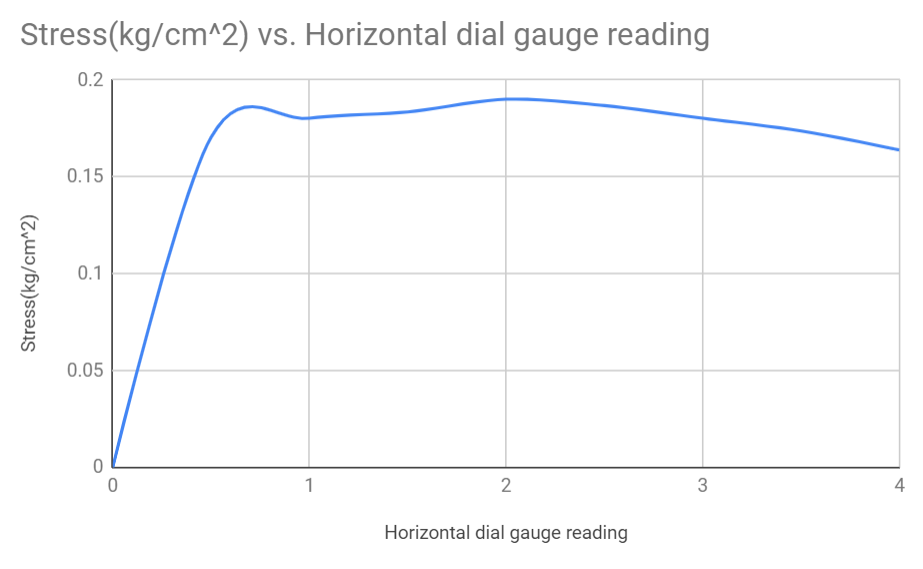 Stress(kg/cm^2) vs. Horizontal dial gauge reading
Stress(kg/cm^2)
0.2
0.15
0.1
0.05
0
0 1 2 3 4
Horizontal dial gauge reading